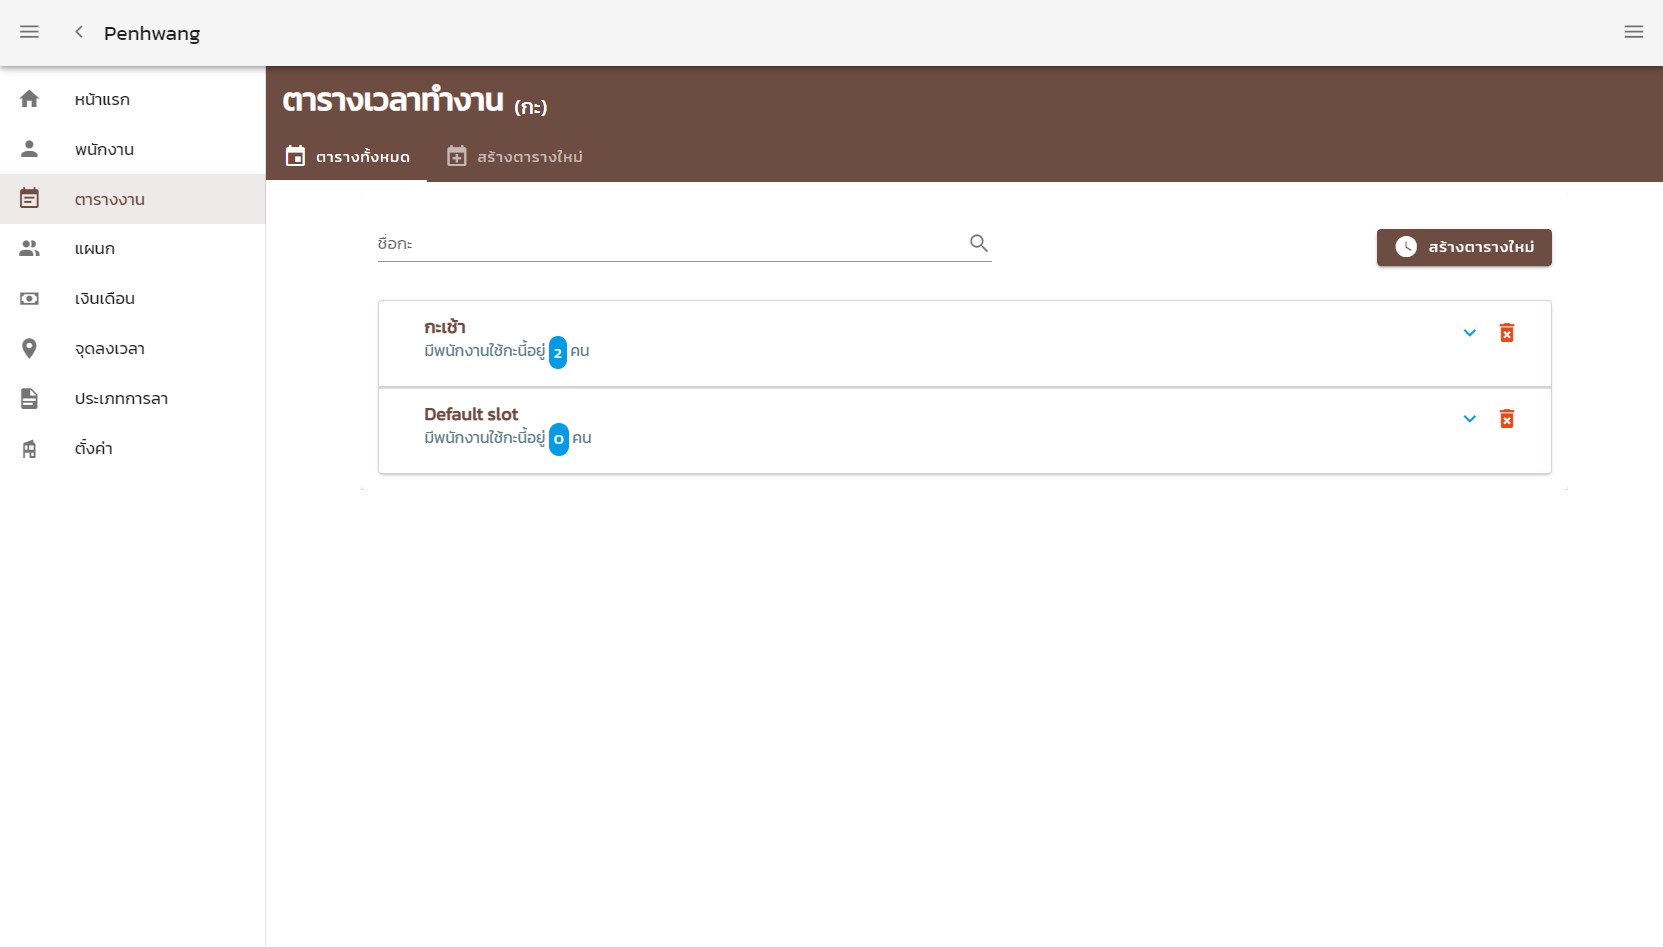 Penhwang
หน้าแรก
พนักงาน
ตารางงาน
แผนก
เงินเดือน
จุดลงเวลา
ประเภทการลา
ตั้งค่า
ตารางเวลาทำงาน (กะ)
ตารางทั้งหมด
สร้างตารางใหม่
ชื่อกะ
สร้างตารางใหม่
กะเช้า
มีพนักงานใช้กะนี้อยู่ 2 คน
Default slot
มีพนักงานใช้กะนี้อยู่ 0 คน